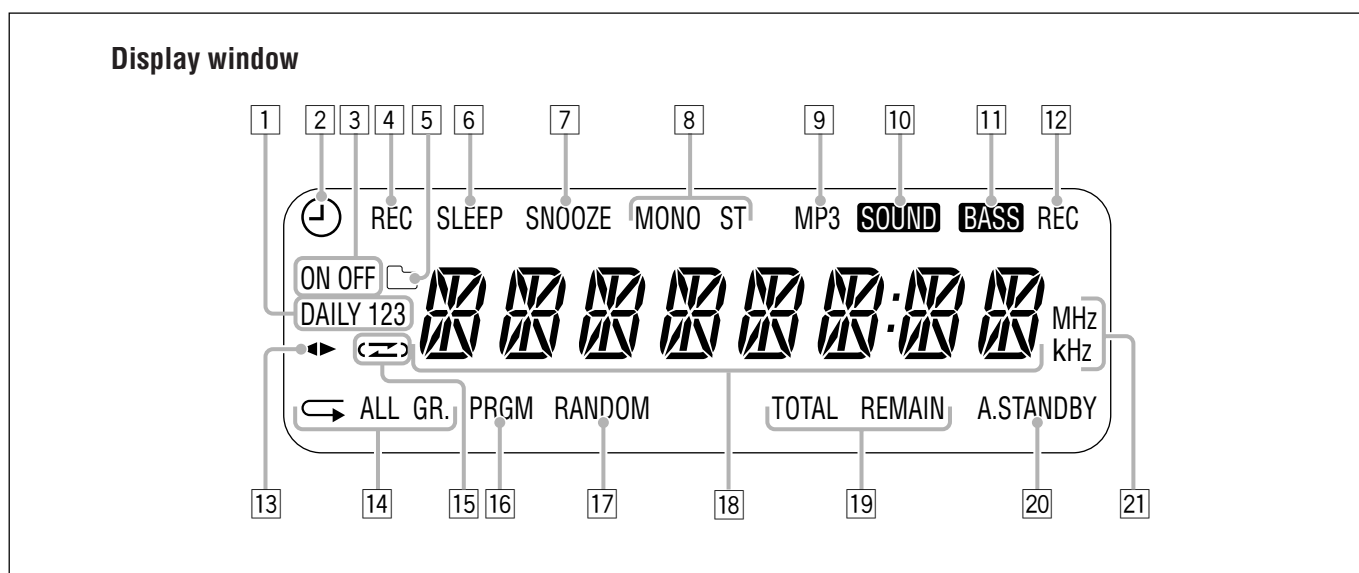 Display window
1 2 3 4 5 6 7 8 9 10 11 12
REC SLEEP SNOOZE MONO ST MP3 SOUND BASS REC
ON OFF
DAILY 123
MHz
kHz
ALL GR. PRGM RANDOM TOTAL REMAIN A.STANDBY
13 14 15 16 17 18 19 20 21